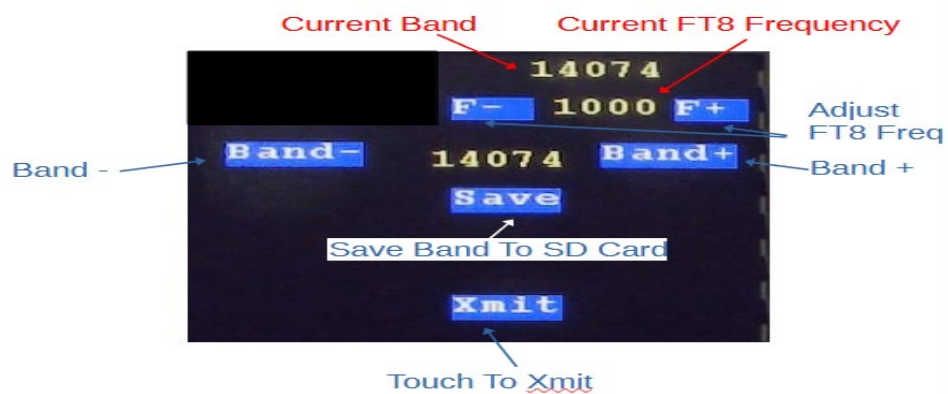 Current Band Current FT8 Frequency
14074
F- 1000 F+ Adjust
FT8 Freq
Band - Band- 14074 Band+ Band +
Save
Save Band To SD Card
Xmit
Touch To Xmit